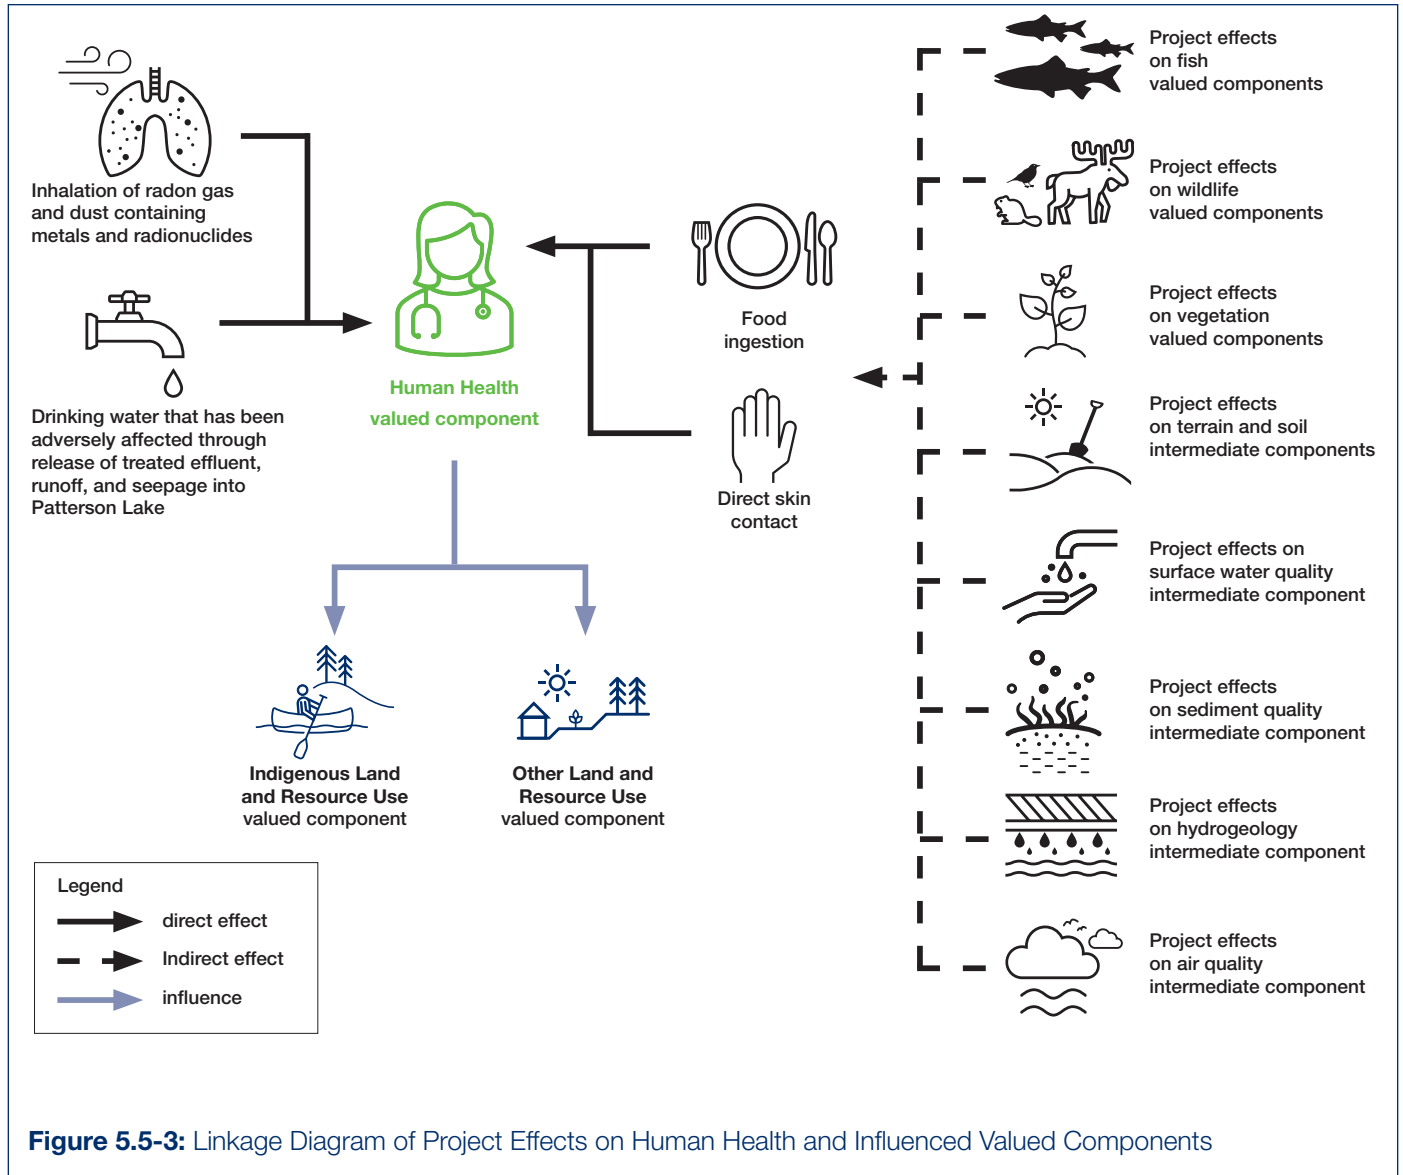 Inhalation of radon gas
and dust containing
metals and radionuclides
Drinking water that has been
adversely affected through
release of treated effluent,
runoff, and seepage into
Patterson Lake
Human Health
valued component
Food
ingestion
Direct skin
contact
Indigenous Land
and Resource Use
valued component
Other Land and
Resource Use
valued component
Project effects
on fish
valued components
Project effects
on wildlife
valued components
Project effects
on vegetation
valued components
Project effects
on terrain and soil
intermediate components
Project effects on
surface water quality
intermediate component
Project effects
on sediment quality
intermediate component
Project effects
on hydrogeology
intermediate component
Project effects
on air quality
intermediate component
Legend
direct effect
Indirect effect
influence
Figure 5.5-3: Linkage Diagram of Project Effects on Human Health and Influenced Valued Components